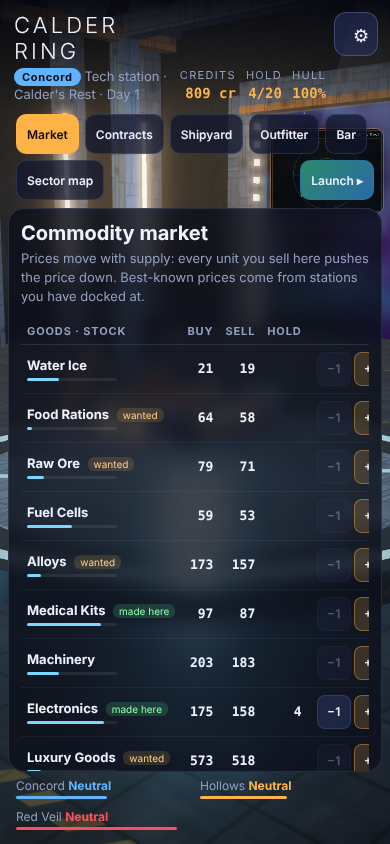 CALDER
RING
Concord Tech station ·
Calder's Rest · Day 1
CREDITS HOLD HULL
809 cr 4/20 100%
Market Contracts Shipyard Outfitter Bar
Sector map Launch ▸
Commodity market
Prices move with supply: every unit you sell here pushes
the price down. Best-known prices come from stations
you have docked at.
GOODS · STOCK BUY SELL HOLD
Water Ice 21 19 −1 +
Food Rations wanted 64 58 −1 +
Raw Ore wanted 79 71 −1 +
Fuel Cells 59 53 −1 +
Alloys wanted 173 157 −1 +
Medical Kits made here 97 87 −1 +
Machinery 203 183 −1 +
Electronics made here 175 158 4 −1 +
Luxury Goods wanted 573 518 −1 +
Concord Neutral Hollows Neutral
Red Veil Neutral